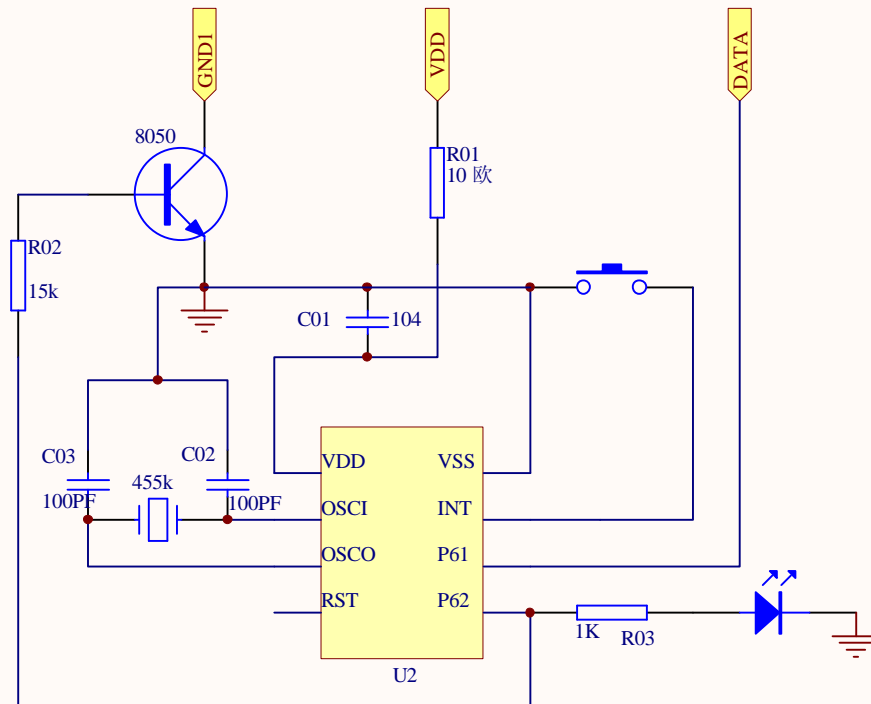 GND1
VDD
DATA
8050
R01
10 欧
R02
15k
C01
104
C03
100PF
455k
C02
100PF
VDD
VSS
OSCI
INT
OSCO
P61
RST
P62
1K
R03
U2